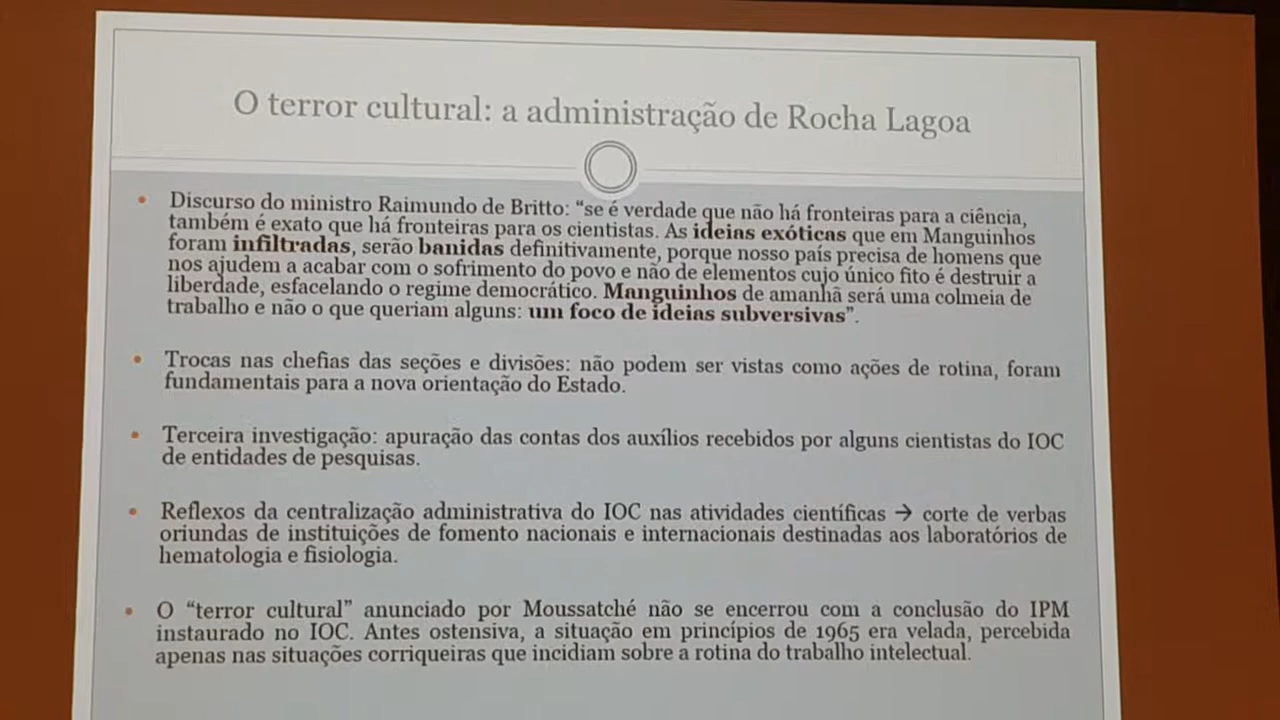 O terror cultural: a administração de Rocha Lagoa
• Discurso do ministro Raimundo de Britto: “se é verdade que não há fronteiras para a ciência,
também é exato que há fronteiras para os cientistas. As ideias exóticas que em Manguinhos
foram infiltradas, serão banidas definitivamente, porque nosso país precisa de homens que
nos ajudem a acabar com o sofrimento do povo e não de elementos cujo único fito é destruir a
liberdade, esfacelando o regime democrático. Manguinhos de amanhã será uma colmeia de
trabalho e não o que queriam alguns: um foco de ideias subversivas”.
• Trocas nas chefias das seções e divisões: não podem ser vistas como ações de rotina, foram
fundamentais para a nova orientação do Estado.
• Terceira investigação: apuração das contas dos auxílios recebidos por alguns cientistas do IOC
de entidades de pesquisas.
• Reflexos da centralização administrativa do IOC nas atividades científicas → corte de verbas
oriundas de instituições de fomento nacionais e internacionais destinadas aos laboratórios de
hematologia e fisiologia.
• O “terror cultural” anunciado por Moussatché não se encerrou com a conclusão do IPM
instaurado no IOC. Antes ostensiva, a situação em princípios de 1965 era velada, percebida
apenas nas situações corriqueiras que incidiam sobre a rotina do trabalho intelectual.